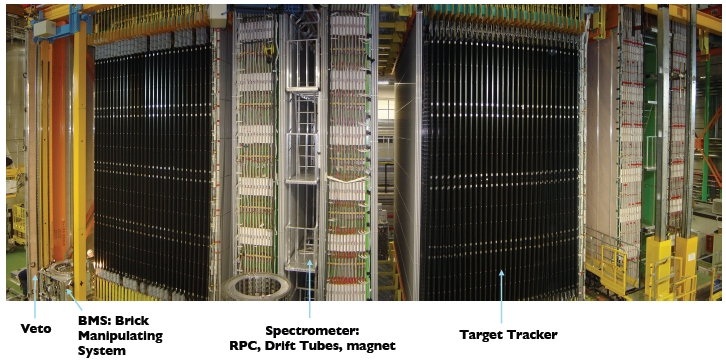 Veto
BMS: Brick
Manipulating
System
Spectrometer:
RPC, Drift Tubes, magnet
Target Tracker